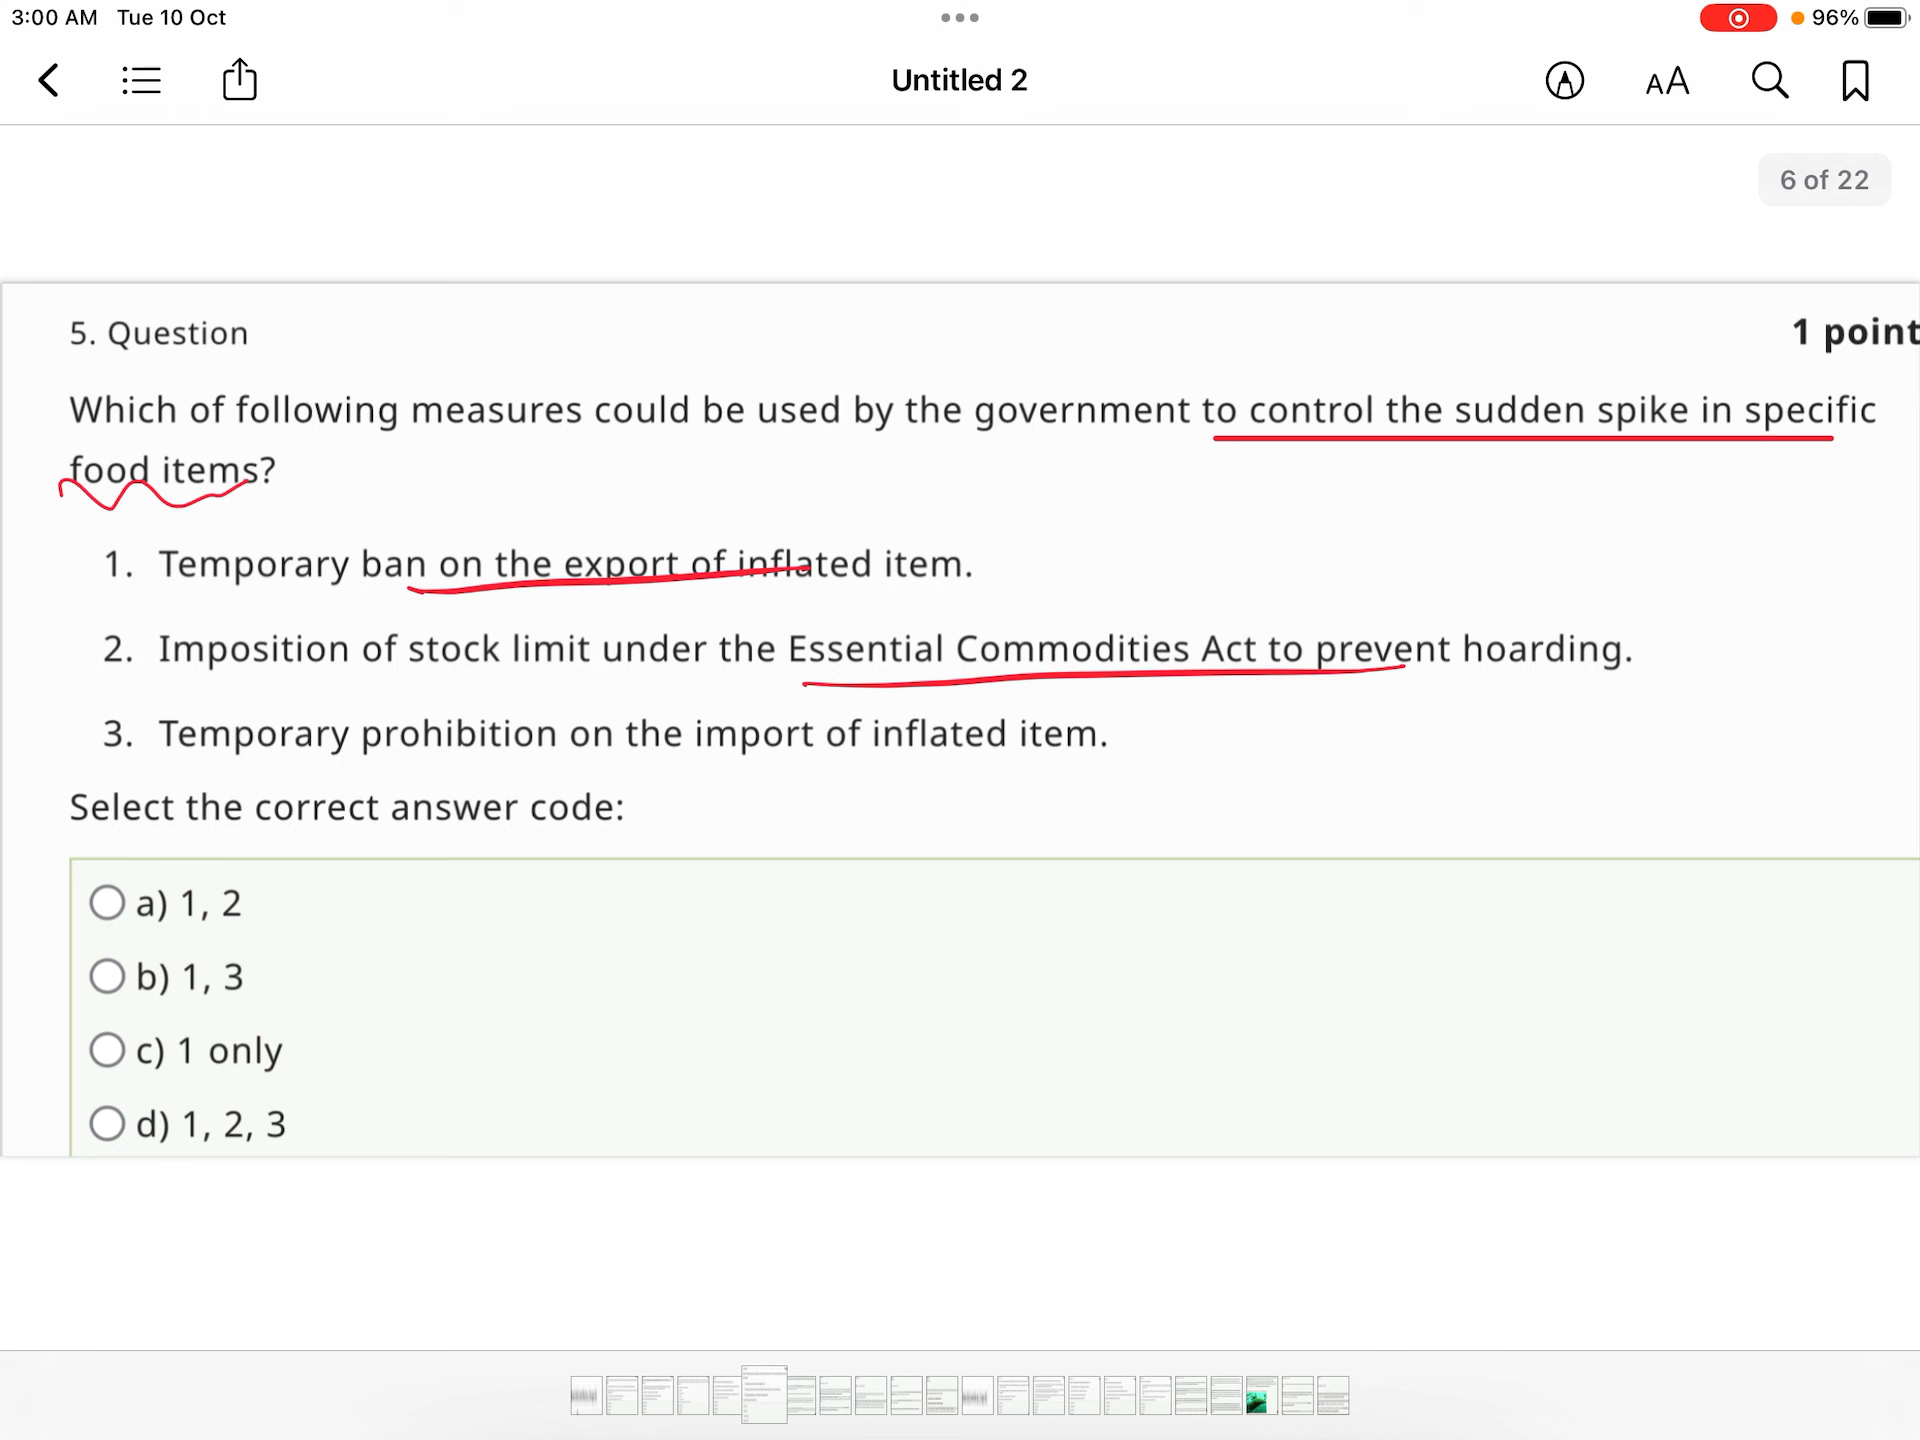 3:00 AM Tue 10 Oct
96%
Untitled 2
AA
6 of 22
5. Question
1 point
Which of following measures could be used by the government to control the sudden spike in specific
food items?
1. Temporary ban on the export of inflated item.
2. Imposition of stock limit under the Essential Commodities Act to prevent hoarding.
3. Temporary prohibition on the import of inflated item.
Select the correct answer code:
a) 1, 2
b) 1, 3
c) 1 only
d) 1, 2, 3